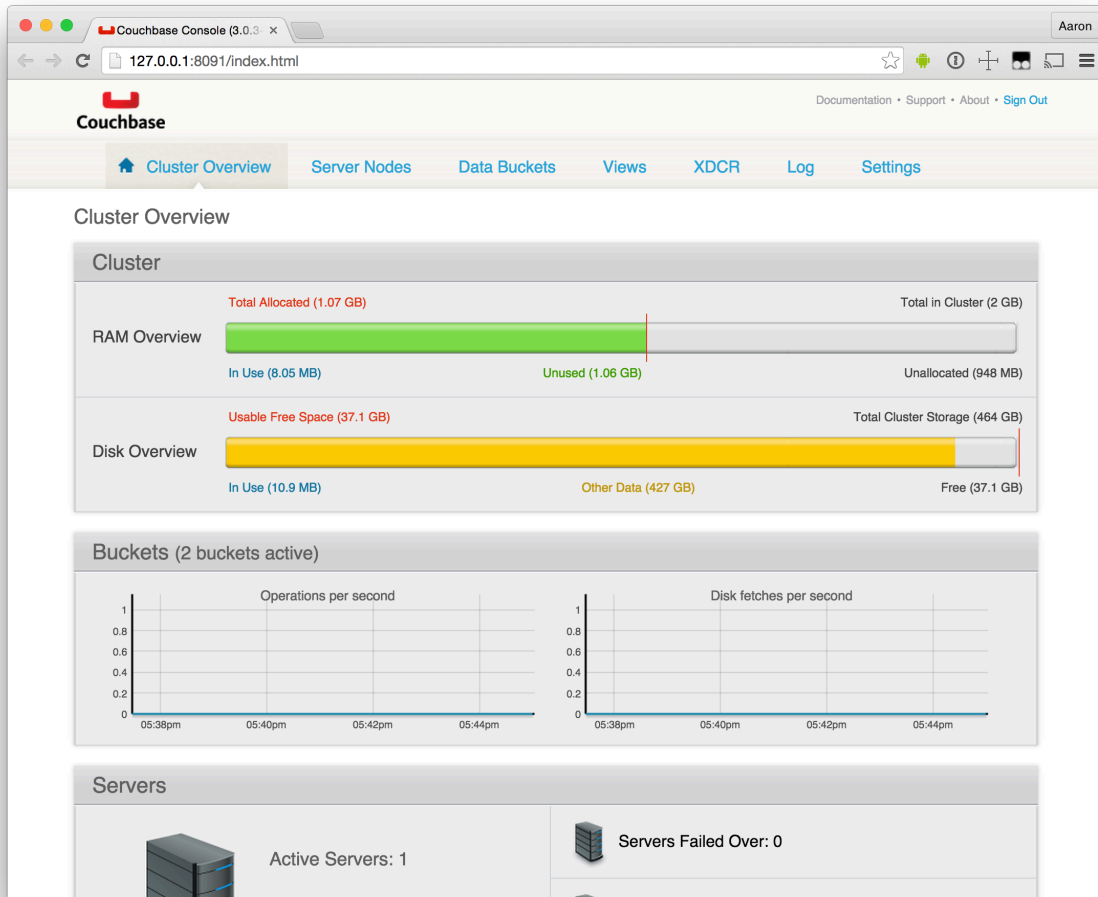 Couchbase Console (3.0.3-
Aaron
127.0.0.1:8091/index.html
Couchbase
Documentation • Support • About • Sign Out
Cluster Overview Server Nodes Data Buckets Views XDCR Log Settings
Cluster Overview
Cluster
Total Allocated (1.07 GB) Total in Cluster (2 GB)
RAM Overview
In Use (8.05 MB) Unused (1.06 GB) Unallocated (948 MB)
Usable Free Space (37.1 GB) Total Cluster Storage (464 GB)
Disk Overview
In Use (10.9 MB) Other Data (427 GB) Free (37.1 GB)
Buckets (2 buckets active)
Operations per second
1
0.8
0.6
0.4
0.2
0
05:38pm 05:40pm 05:42pm 05:44pm
Disk fetches per second
1
0.8
0.6
0.4
0.2
0
05:38pm 05:40pm 05:42pm 05:44pm
Servers
Active Servers: 1
Servers Failed Over: 0